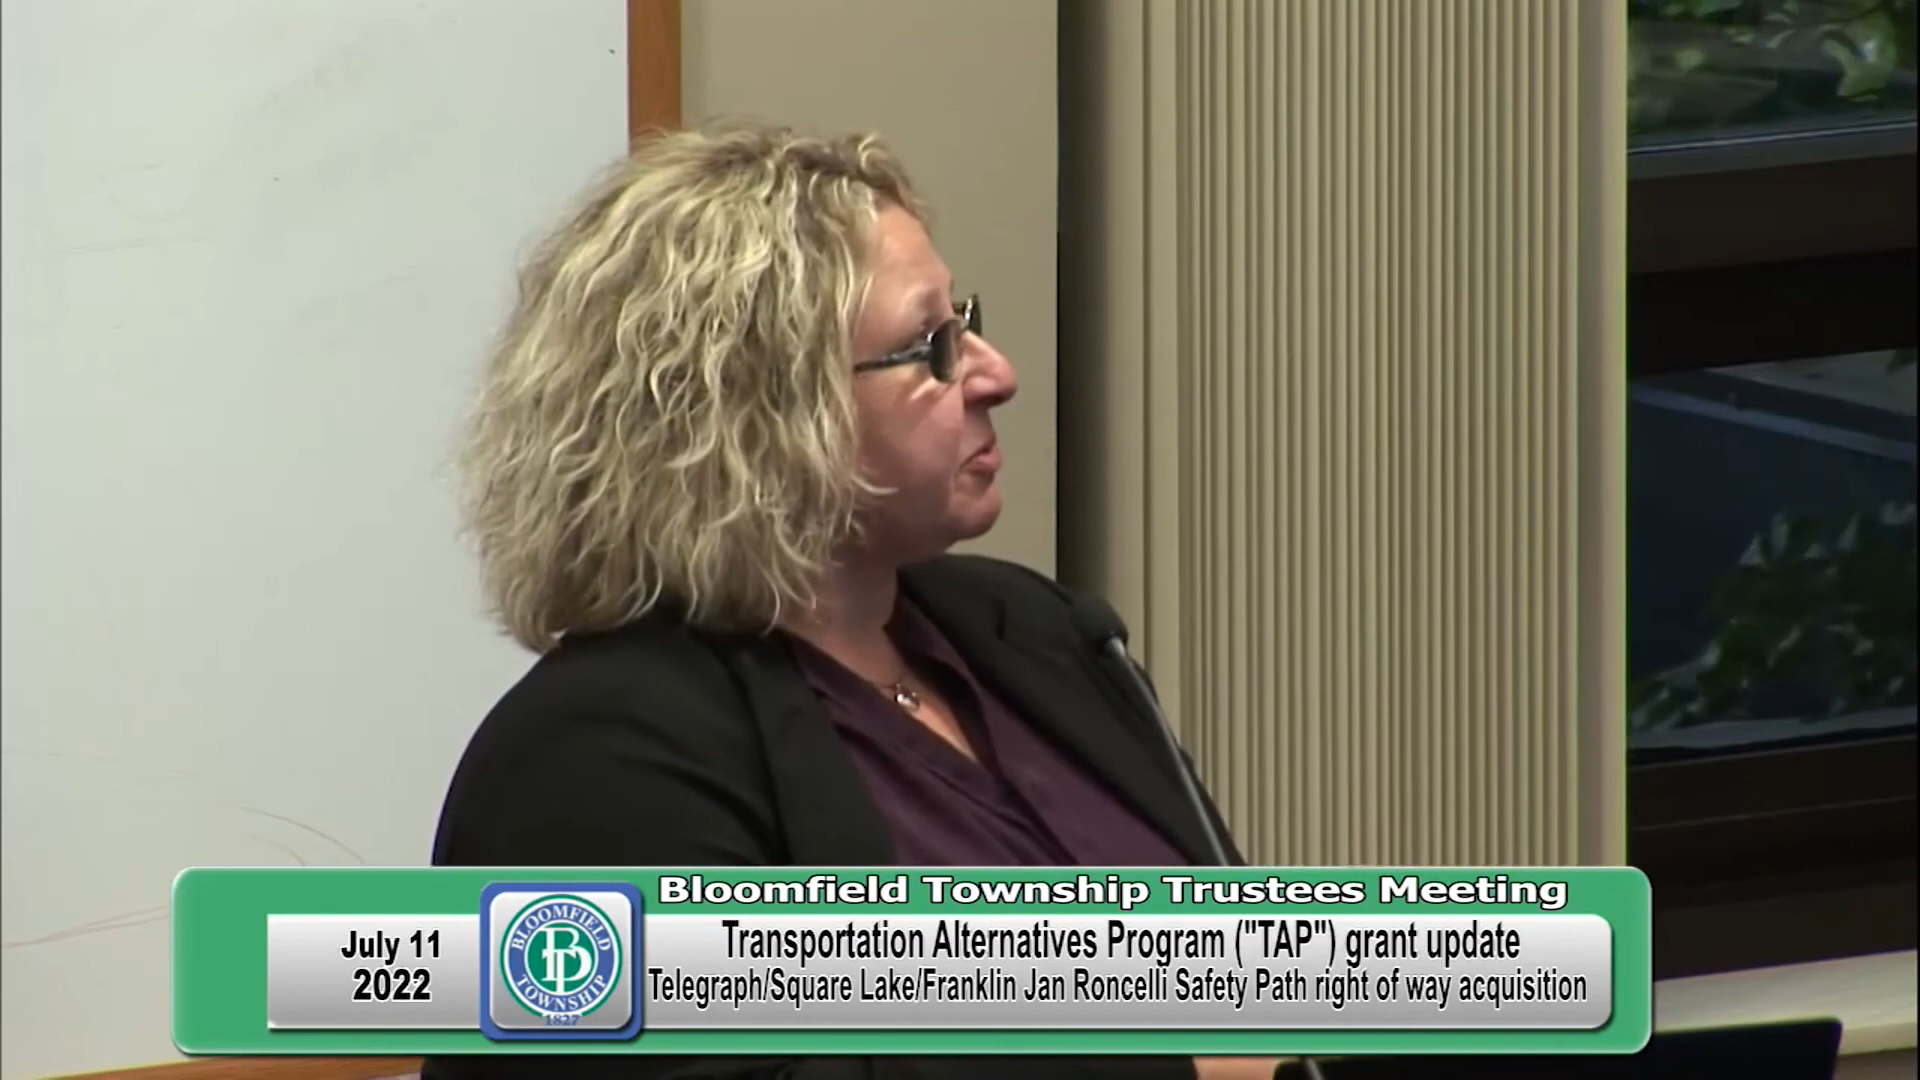 Bloomfield Township Trustees Meeting
July 11
2022
BLOOMFIELD
TOWNSHIP
1827
Transportation Alternatives Program ("TAP") grant update
Telegraph/Square Lake/Franklin Jan Roncelli Safety Path right of way acquisition